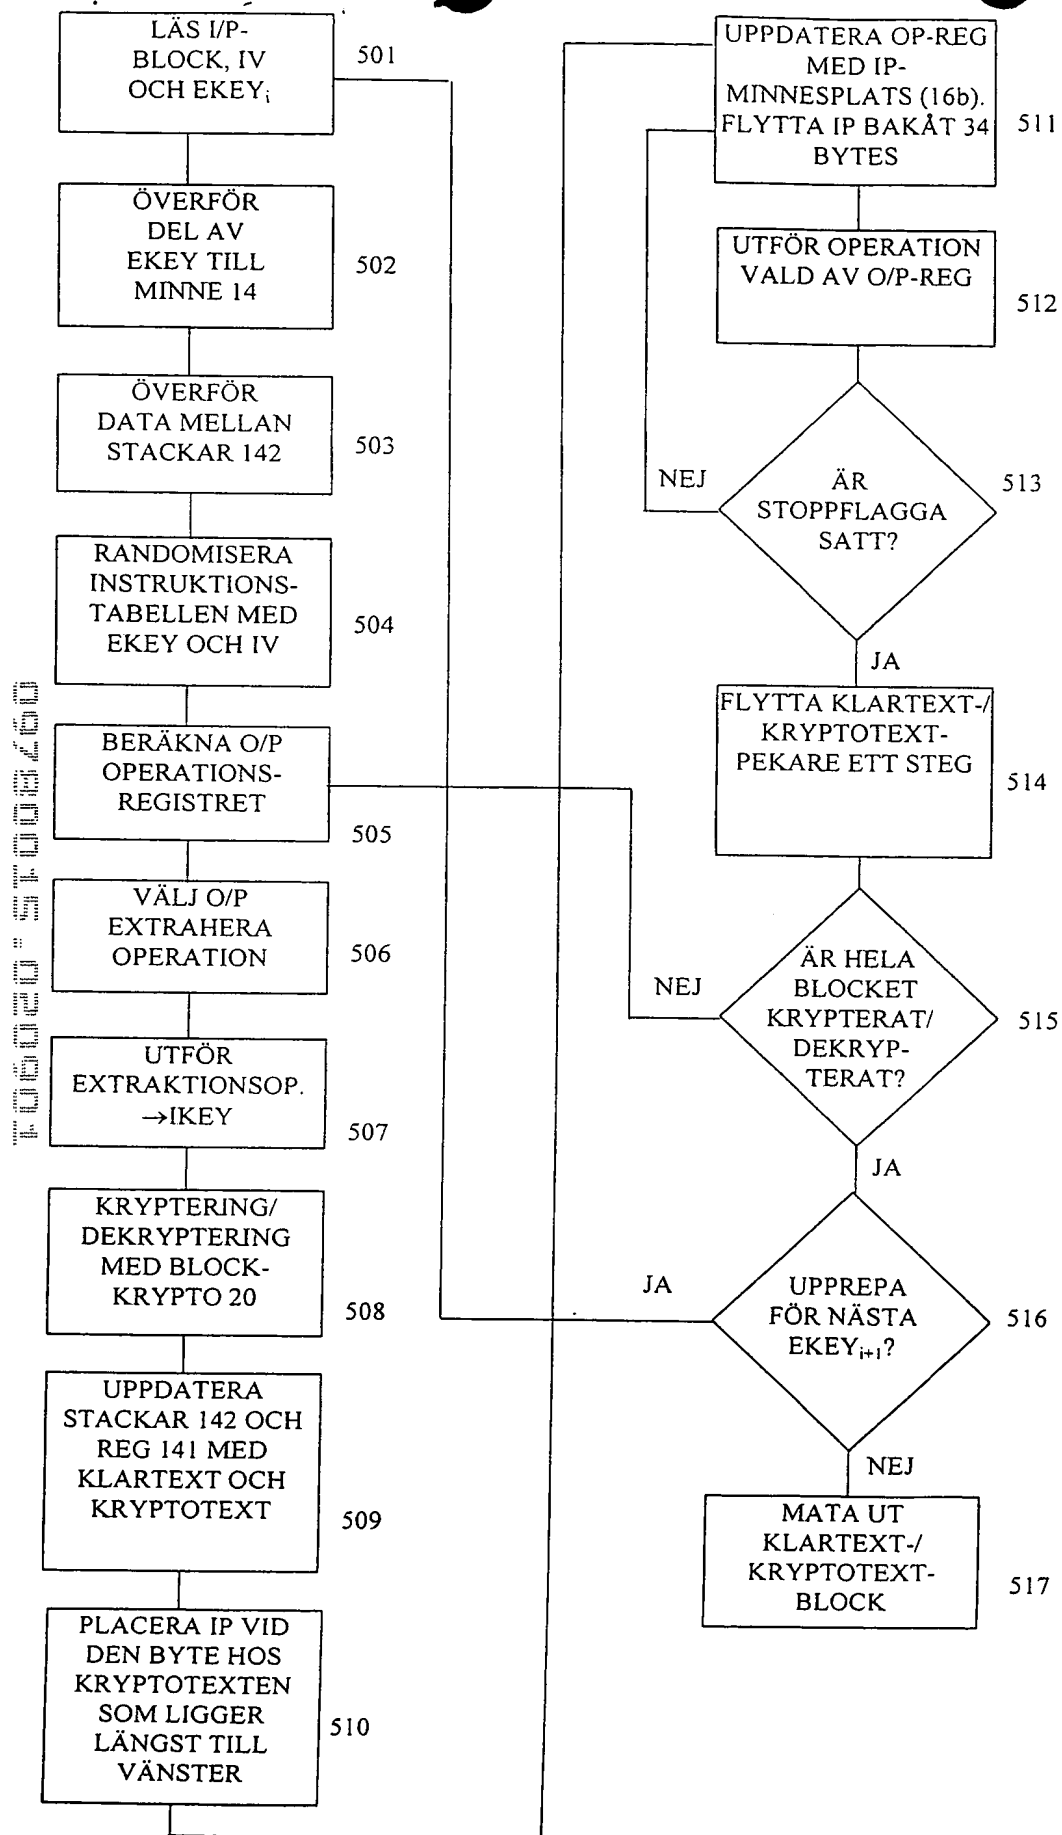 LÄS I/P-
BLOCK, IV
OCH EKEYi
501
ÖVERFÖR
DEL AV
EKEY TILL
MINNE 14
502
ÖVERFÖR
DATA MELLAN
STACKAR 142
503
RANDOMISERA
INSTRUKTIONS-
TABELLEN MED
EKEY OCH IV
504
BERÄKNA O/P
OPERATIONS-
REGISTRET
505
VÄLJ O/P
EXTRAHERA
OPERATION
506
UTFÖR
EXTRAKTIONSOP.
→IKEY
507
KRYPTERING/
DEKRYPTERING
MED BLOCK-
KRYPTO 20
508
UPPDATERA
STACKAR 142 OCH
REG 141 MED
KLARTEXT OCH
KRYPTOTEXT
509
PLACERA IP VID
DEN BYTE HOS
KRYPTOTEXTEN
SOM LIGGER
LÄNGST TILL
VÄNSTER
510
UPPDATERA OP-REG
MED IP-
MINNESPLATS (16b).
FLYTTA IP BAKÅT 34
BYTES
511
UTFÖR OPERATION
VALD AV O/P-REG
512
ÄR
STOPPFLAGGA
SATT?
513
NEJ
JA
FLYTTA KLARTEXT-/
KRYPTOTEXT-
PEKARE ETT STEG
514
ÄR HELA
BLOCKET
KRYPTERAT/
DEKRYP-
TERAT?
515
NEJ
JA
UPPREPA
FÖR NÄSTA
EKEYi+1?
516
JA
NEJ
MATA UT
KLARTEXT-/
KRYPTOTEXT-
BLOCK
517
09780015.020901